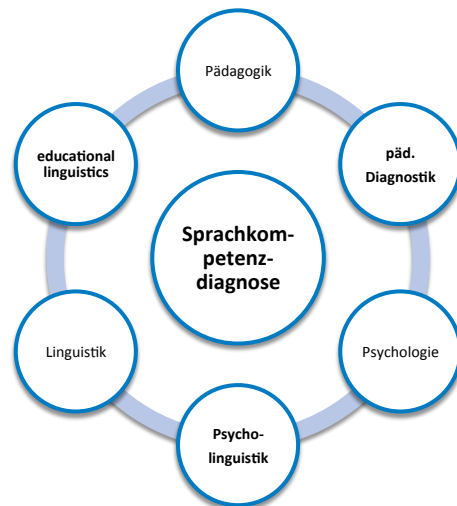 Pädagogik
educational
linguistics
päd.
Diagnostik
Sprachkom-
petenz-
diagnose
Linguistik
Psychologie
Psycho-
linguistik